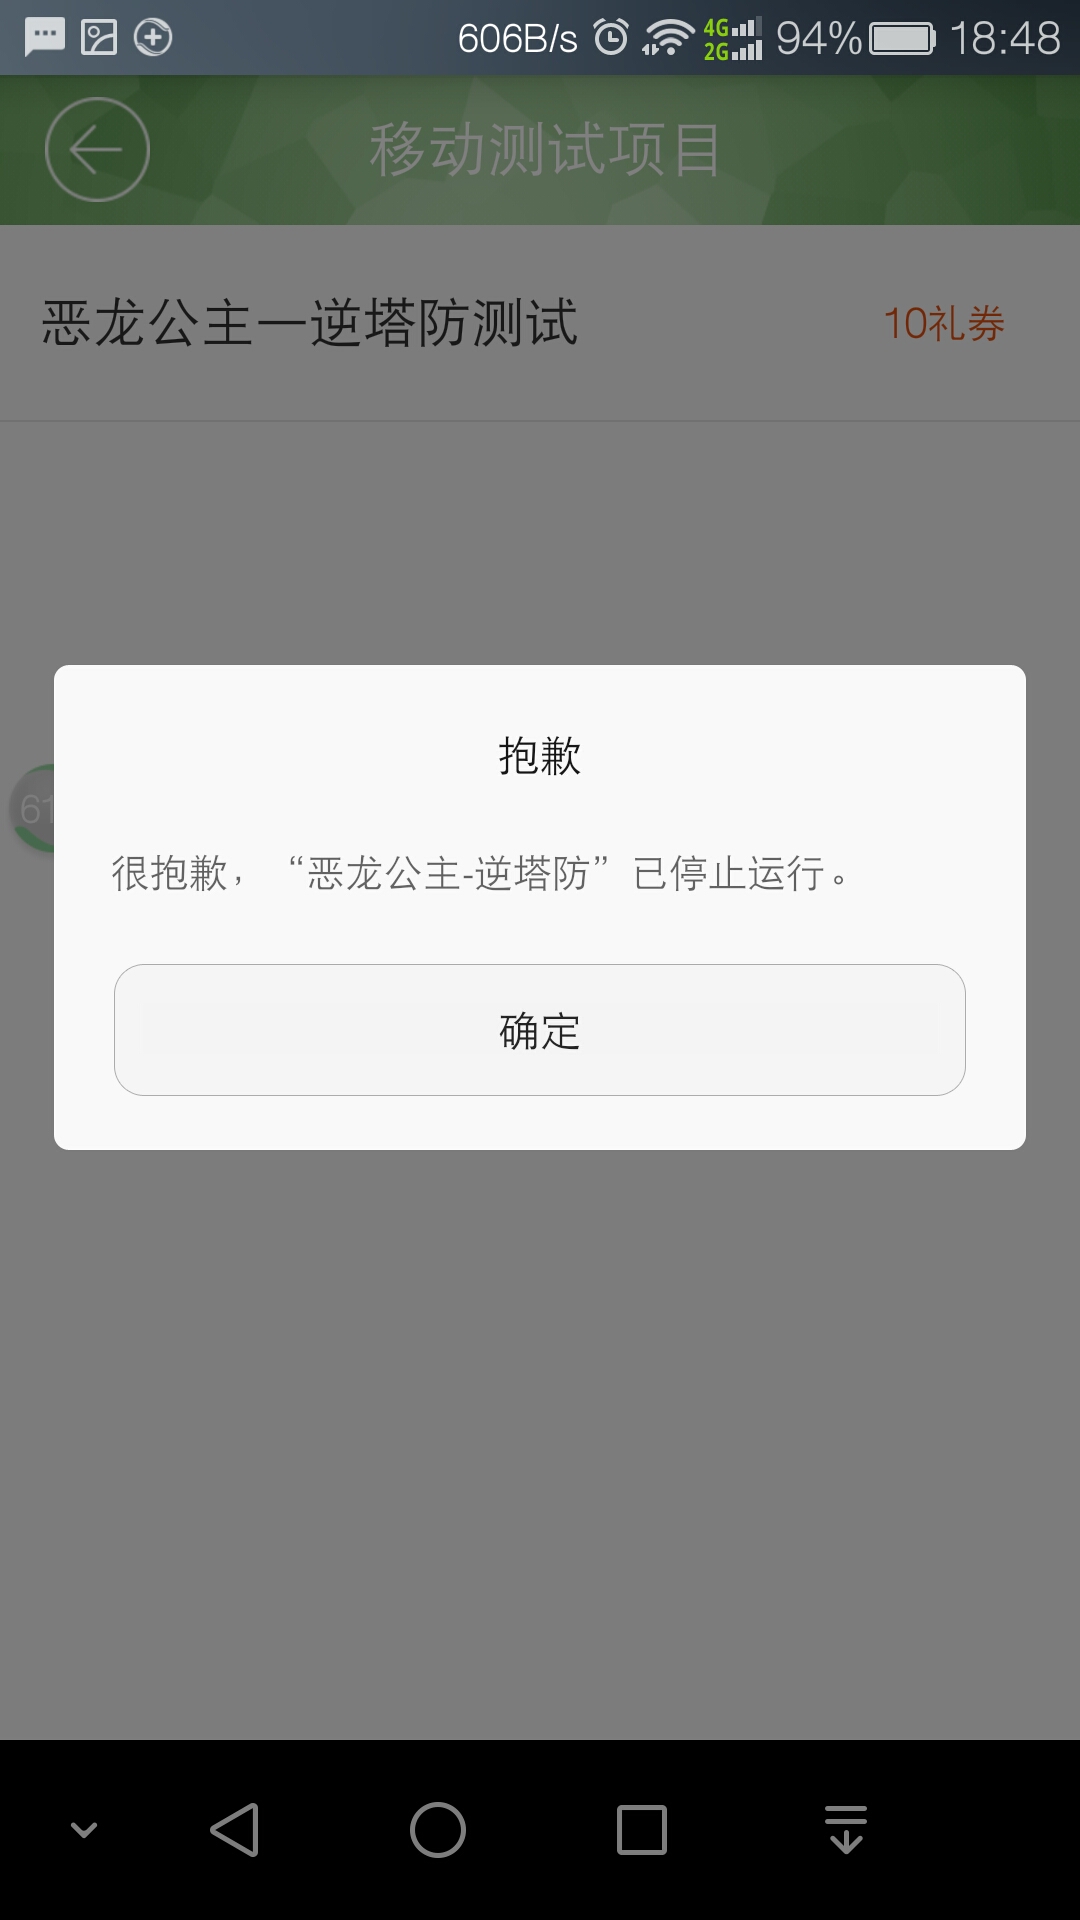 606B/s 4G 2G 94% 18:48
移动测试项目
恶龙公主一逆塔防测试 10礼券
抱歉
61
很抱歉，“恶龙公主-逆塔防”已停止运行。
确定